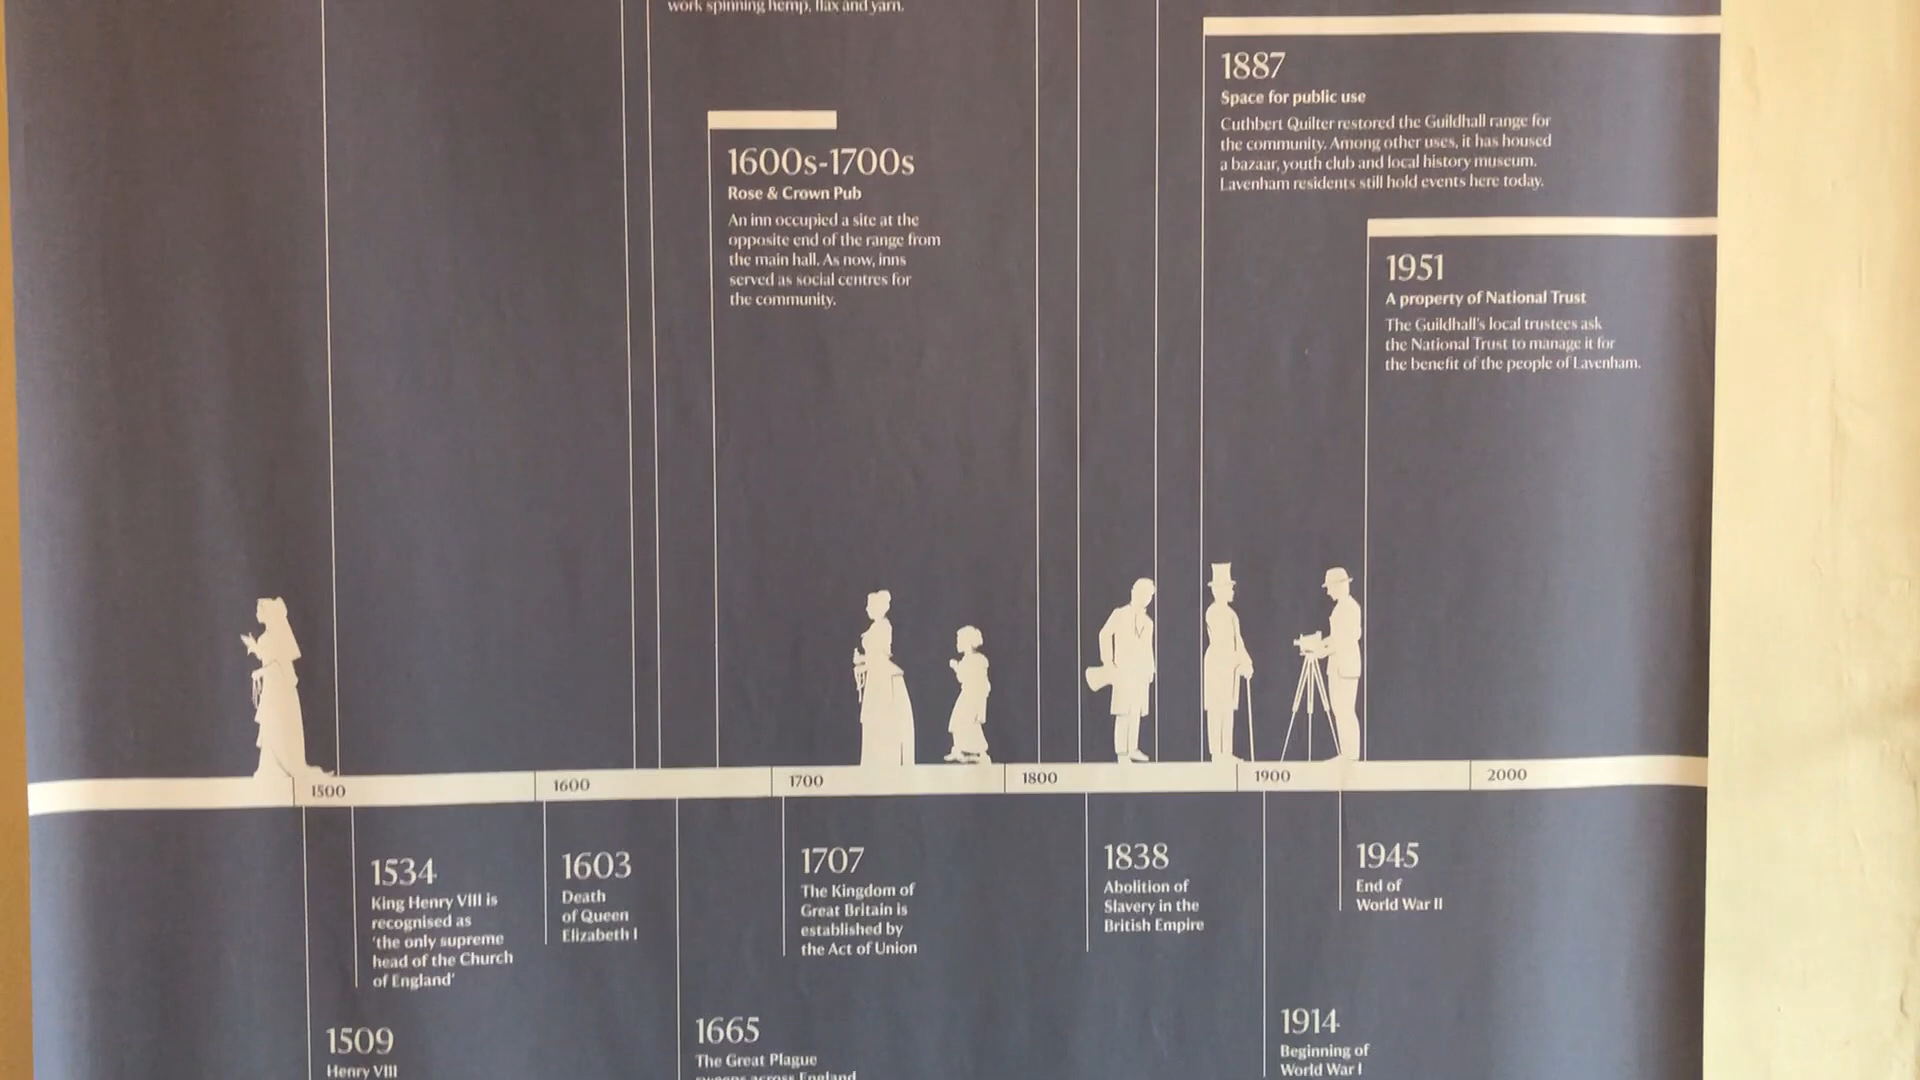 work spinning hemp, flax and yarn.
1887
Space for public use
Cuthbert Quilter restored the Guildhall range for
the community. Among other uses, it has housed
a bazaar, youth club and local history museum.
Lavenham residents still hold events here today.
1600s-1700s
Rose & Crown Pub
An inn occupied a site at the
opposite end of the range from
the main hall. As now, inns
served as social centres for
the community.
1951
A property of National Trust
The Guildhall's local trustees ask
the National Trust to manage it for
the benefit of the people of Lavenham.
1500
1600
1700
1800
1900
2000
1534
King Henry VIII is
recognised as
'the only supreme
head of the Church
of England'
1603
Death
of Queen
Elizabeth I
1707
The Kingdom of
Great Britain is
established by
the Act of Union
1838
Abolition of
Slavery in the
British Empire
1945
End of
World War II
1509
Henry VIII
1665
The Great Plague
sweeps across England
1914
Beginning of
World War I